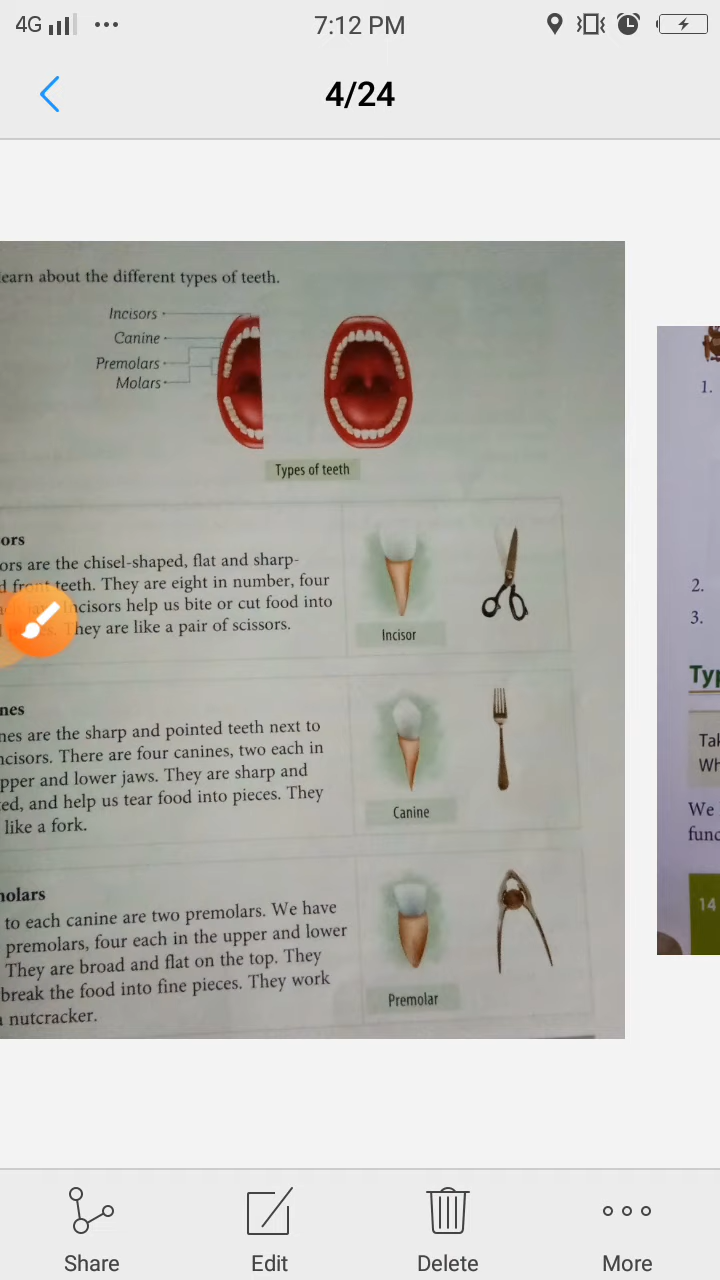 4G
7:12 PM
4/24
earn about the different types of teeth.
Incisors
Canine
Premolars
Molars
Types of teeth
ors
ors are the chisel-shaped, flat and sharp-
d front teeth. They are eight in number, four
ncisors help us bite or cut food into
They are like a pair of scissors.
Incisor
nes
nes are the sharp and pointed teeth next to
ncisors. There are four canines, two each in
pper and lower jaws. They are sharp and
ed, and help us tear food into pieces. They
like a fork.
Canine
nolars
to each canine are two premolars. We have
premolars, four each in the upper and lower
They are broad and flat on the top. They
break the food into fine pieces. They work
nutcracker.
Premolar
1.
2.
3.
Typ
Tak
Wh
We
func
14
Share
Edit
Delete
More